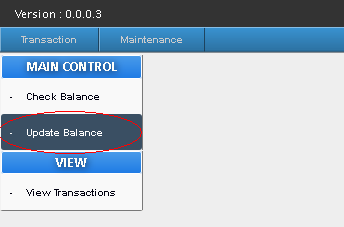 Version : 0.0.0.3
Transaction Maintenance
MAIN CONTROL
- Check Balance
- Update Balance
VIEW
- View Transactions